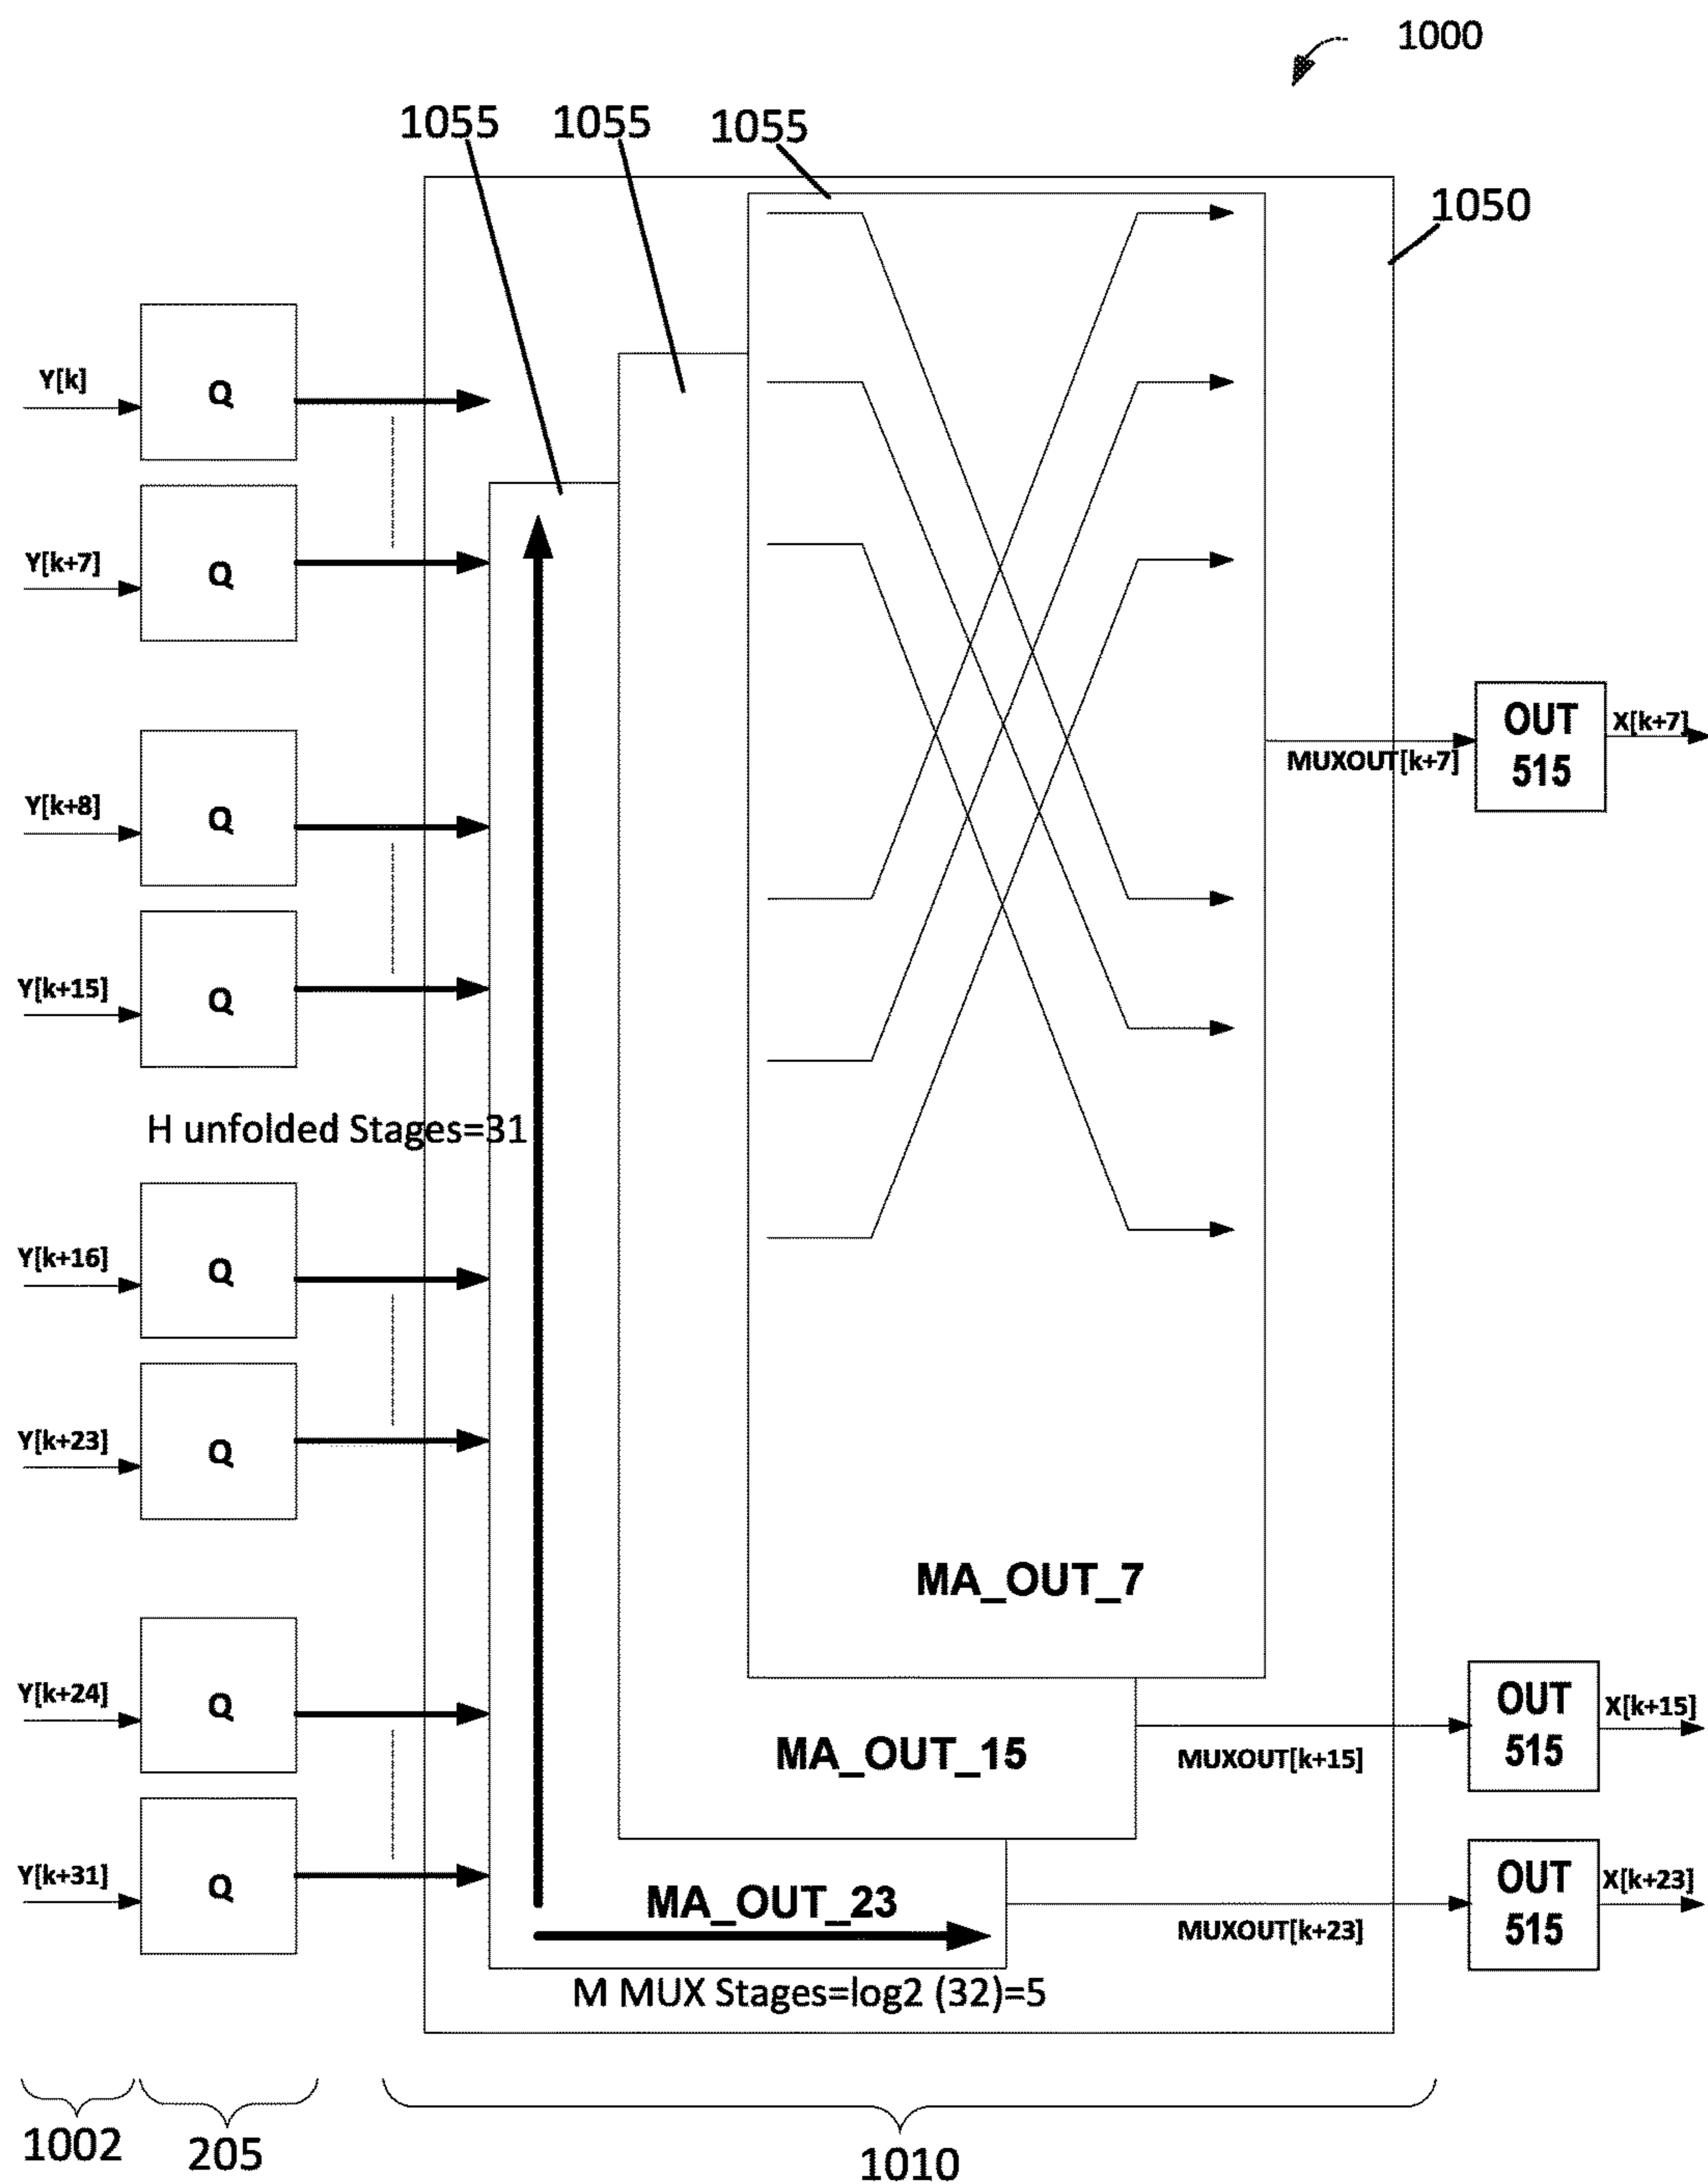 1000
1055 1055 1055
1050
Y[k]
Q
Y[k+7]
Q
Y[k+8]
Q
Y[k+15]
Q
H unfolded Stages=31
Y[k+16]
Q
Y[k+23]
Q
Y[k+24]
Q
Y[k+31]
Q
MUXOUT[k+7]
OUT
515
X[k+7]
MA_OUT_7
MA_OUT_15
MUXOUT[k+15]
OUT
515
X[k+15]
MA_OUT_23
MUXOUT[k+23]
OUT
515
X[k+23]
M MUX Stages=log2 (32)=5
1002
205
1010